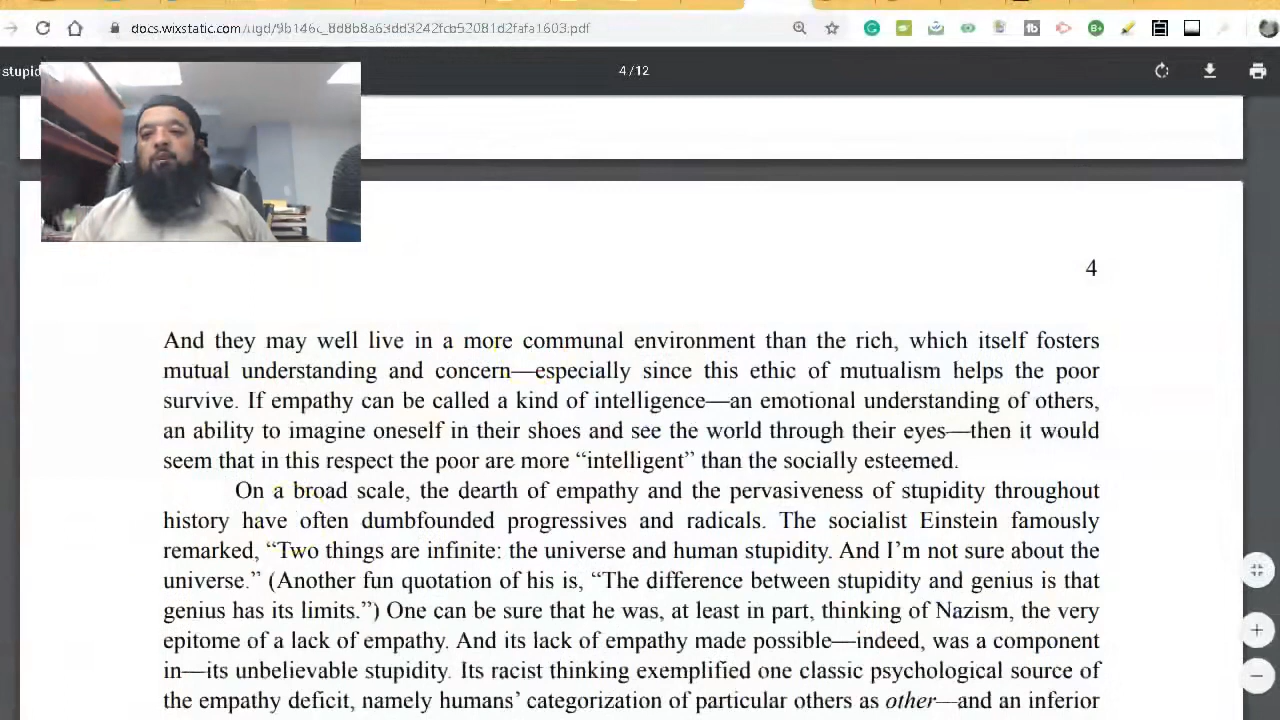 docs.wixstatic.com
stupid
4 / 12
4
And they may well live in a more communal environment than the rich, which itself fosters
mutual understanding and concern—especially since this ethic of mutualism helps the poor
survive. If empathy can be called a kind of intelligence—an emotional understanding of others,
an ability to imagine oneself in their shoes and see the world through their eyes—then it would
seem that in this respect the poor are more “intelligent” than the socially esteemed.
On a broad scale, the dearth of empathy and the pervasiveness of stupidity throughout
history have often dumbfounded progressives and radicals. The socialist Einstein famously
remarked, “Two things are infinite: the universe and human stupidity. And I’m not sure about the
universe.” (Another fun quotation of his is, “The difference between stupidity and genius is that
genius has its limits.”) One can be sure that he was, at least in part, thinking of Nazism, the very
epitome of a lack of empathy. And its lack of empathy made possible—indeed, was a component
in—its unbelievable stupidity. Its racist thinking exemplified one classic psychological source of
the empathy deficit, namely humans’ categorization of particular others as other—and an inferior